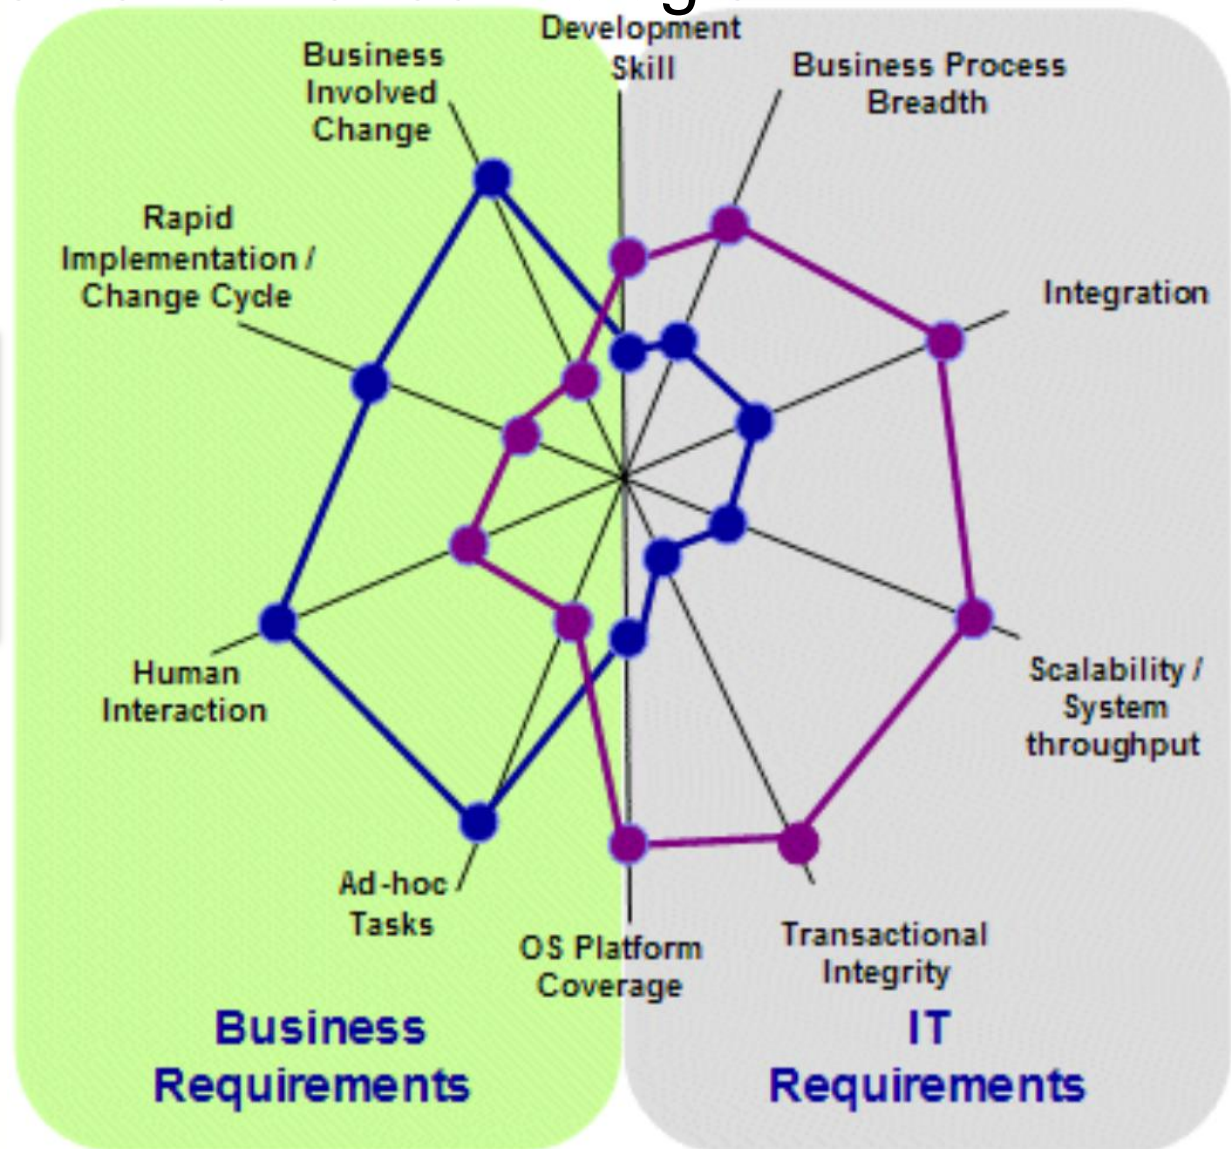 Development
Skill
Business
Involved
Change
Business Process
Breadth
Rapid
Implementation /
Change Cycle
Integration
Human
Interaction
Scalability /
System
throughput
Ad-hoc
Tasks
OS Platform
Coverage
Transactional
Integrity
Business
Requirements
IT
Requirements